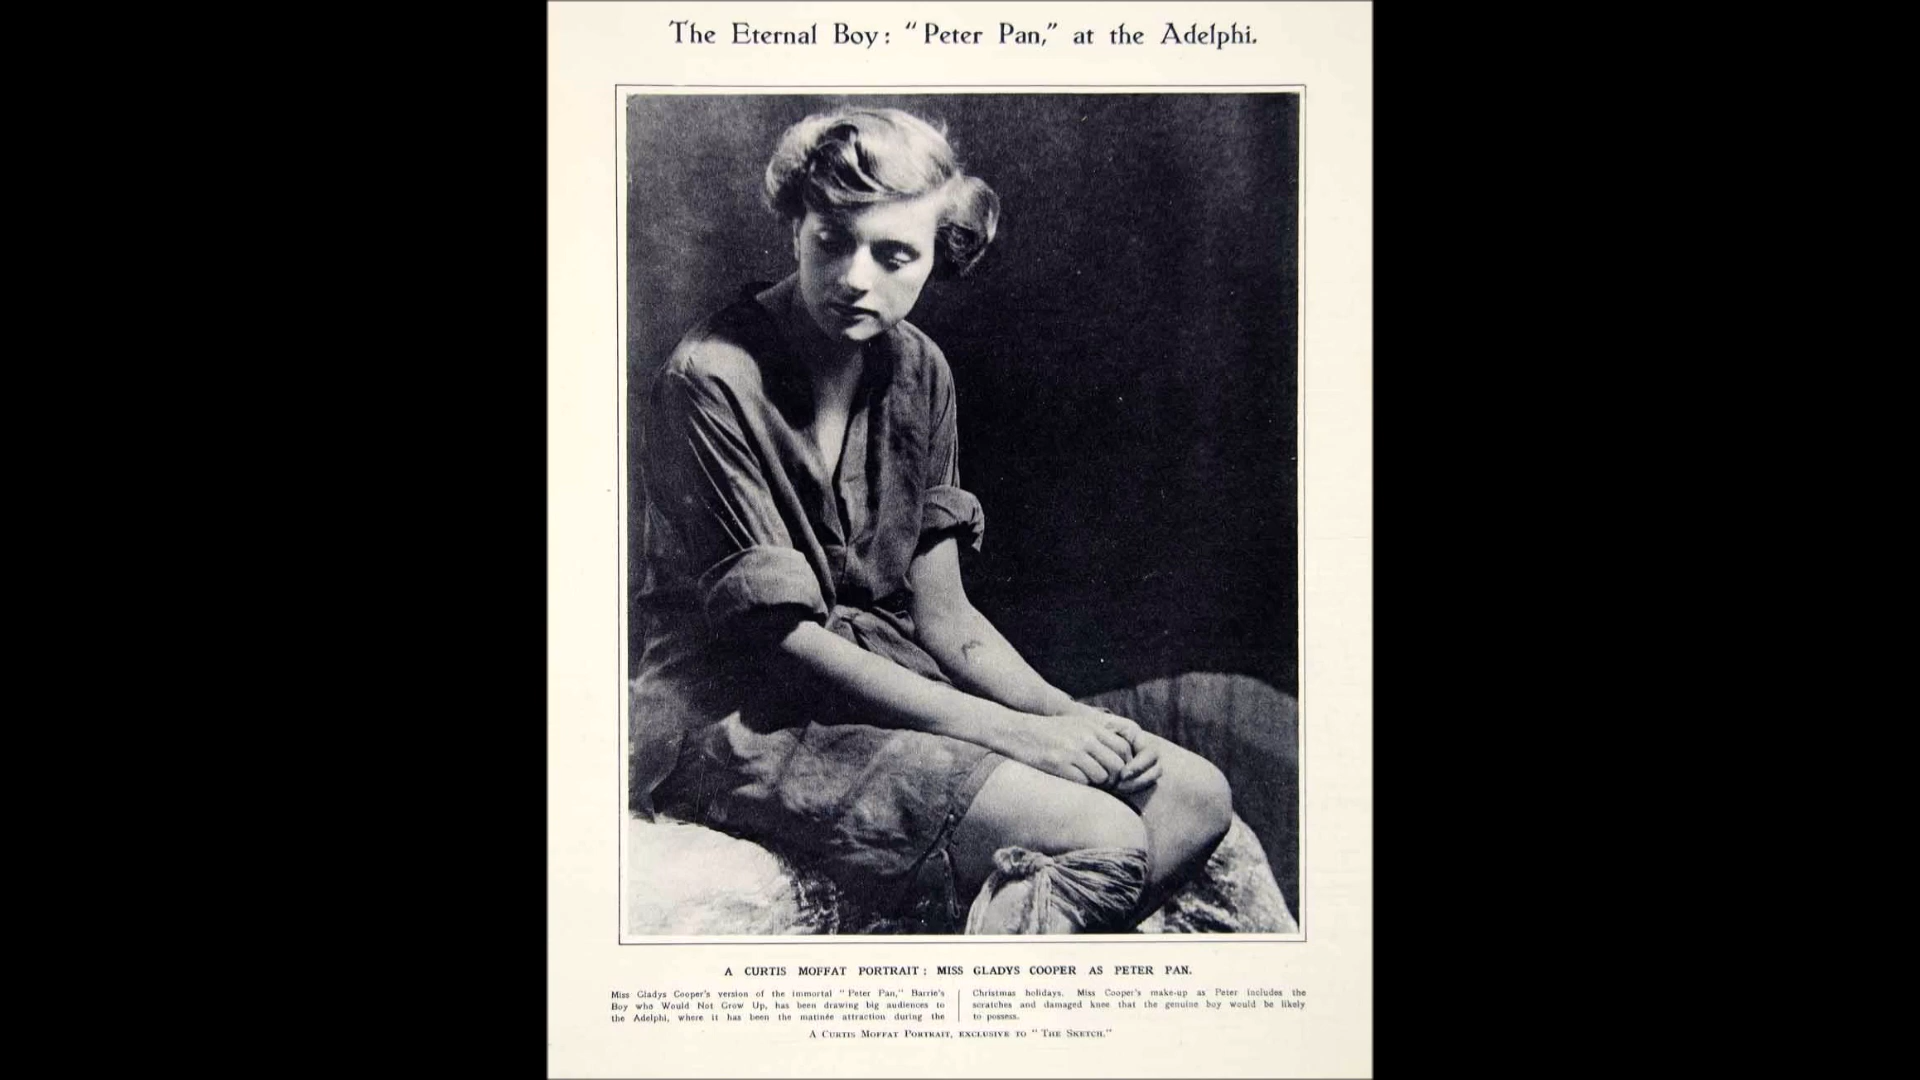 The Eternal Boy: "Peter Pan," at the Adelphi.
A CURTIS MOFFAT PORTRAIT: MISS GLADYS COOPER AS PETER PAN.
Miss Gladys Cooper's version of the immortal "Peter Pan," Barrie's
Boy who Would Not Grow Up, has been drawing big audiences to
the Adelphi, where it has been the matinée attraction during the
Christmas holidays. Miss Cooper's make-up as Peter includes the
scratches and damaged knee that the genuine boy would be likely
to possess.
A CURTIS MOFFAT PORTRAIT, EXCLUSIVE TO "THE SKETCH."